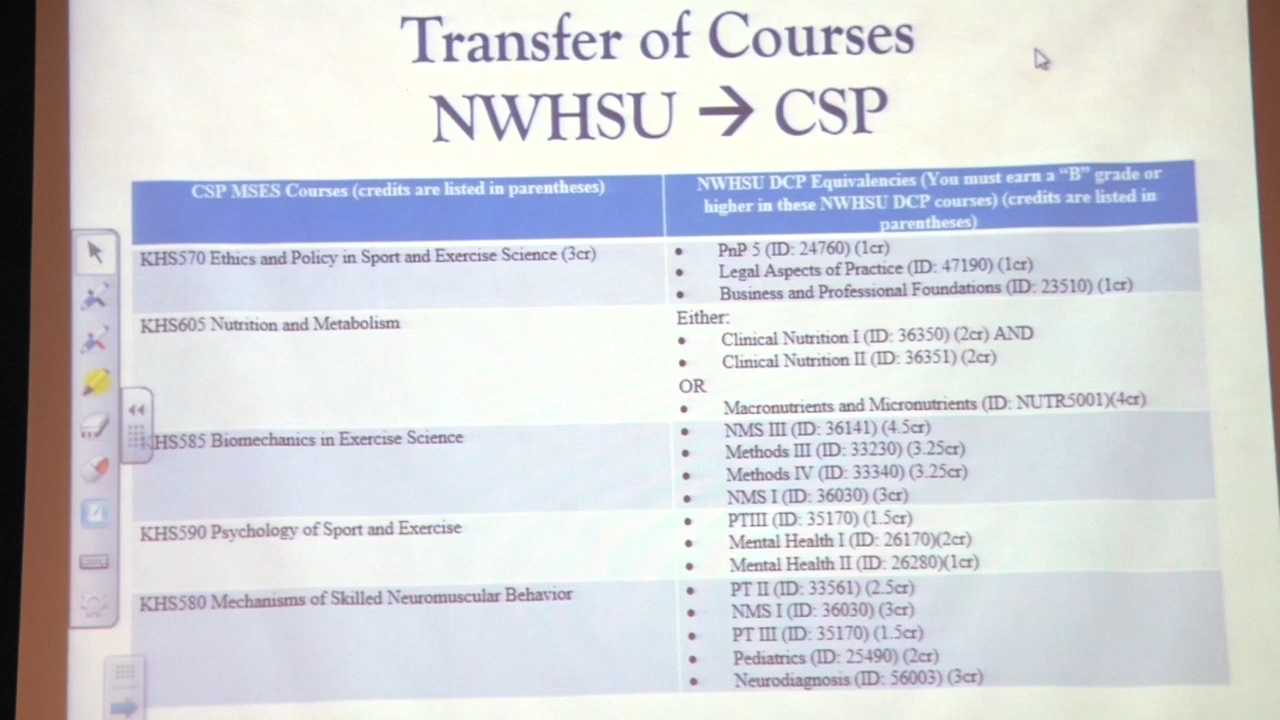 Transfer of Courses
NWHSU → CSP
CSP MSES Courses (credits are listed in parentheses)
NWHSU DCP Equivalencies (You must earn a “B” grade or
higher in these NWHSU DCP courses) (credits are listed in
parentheses)
KHS570 Ethics and Policy in Sport and Exercise Science (3cr)
• PnP 5 (ID: 24760) (1cr)
• Legal Aspects of Practice (ID: 47190) (1cr)
• Business and Professional Foundations (ID: 23510) (1cr)
KHS605 Nutrition and Metabolism
Either:
• Clinical Nutrition I (ID: 36350) (2cr) AND
• Clinical Nutrition II (ID: 36351) (2cr)
OR
• Macronutrients and Micronutrients (ID: NUTR5001)(4cr)
HS585 Biomechanics in Exercise Science
• NMS III (ID: 36141) (4.5cr)
• Methods III (ID: 33230) (3.25cr)
• Methods IV (ID: 33340) (3.25cr)
• NMS I (ID: 36030) (3cr)
KHS590 Psychology of Sport and Exercise
• PTIII (ID: 35170) (1.5cr)
• Mental Health I (ID: 26170)(2cr)
• Mental Health II (ID: 26280)(1cr)
KHS580 Mechanisms of Skilled Neuromuscular Behavior
• PT II (ID: 33561) (2.5cr)
• NMS I (ID: 36030) (3cr)
• PT III (ID: 35170) (1.5cr)
• Pediatrics (ID: 25490) (2cr)
• Neurodiagnosis (ID: 56003) (3cr)